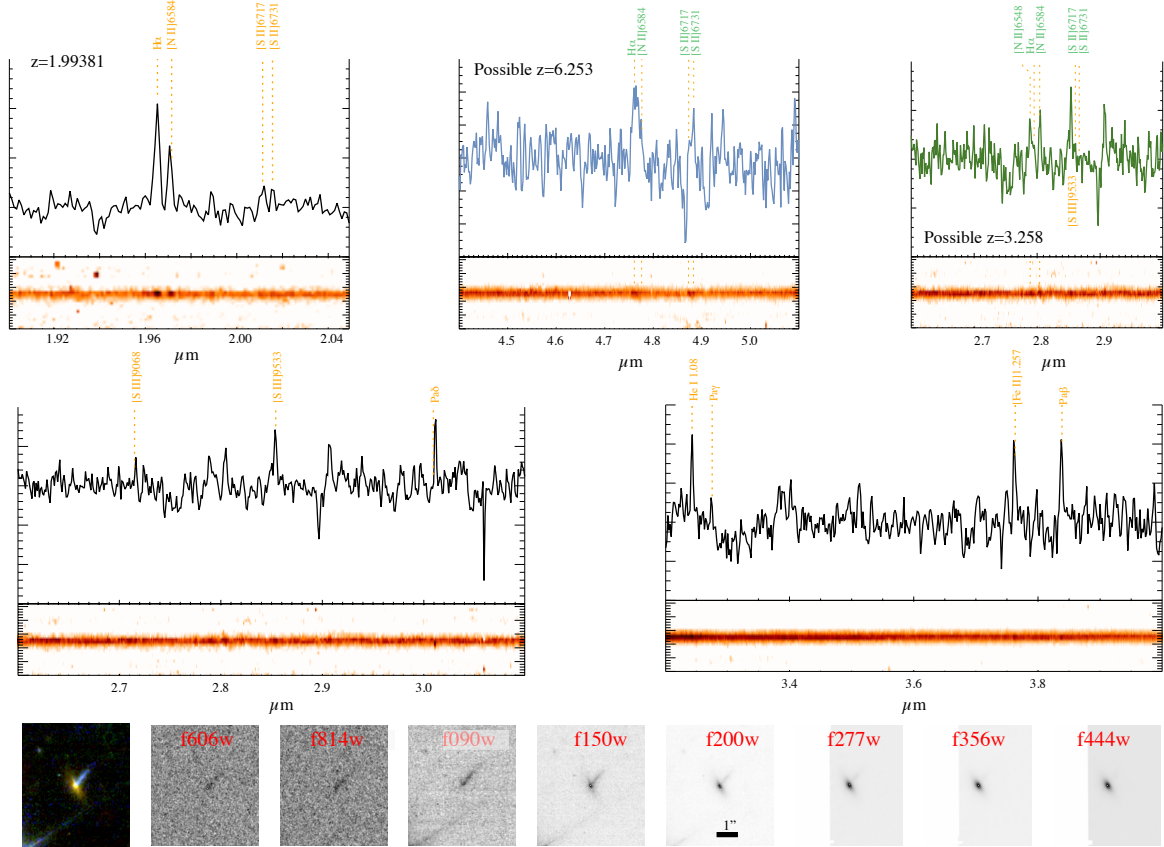 Hα
[N II]6584
[S II]6717
[S II]6731
z=1.99381
1.92
1.96
2.00
2.04
μm
Hα
[N II]6584
[S II]6717
[S II]6731
Possible z=6.253
4.5
4.6
4.7
4.8
4.9
5.0
μm
[N II]6548
Hα
[N II]6584
[S II]6717
[S II]6731
[S III]9533
Possible z=3.258
2.7
2.8
2.9
μm
[S III]9068
[S III]9533
Paδ
2.7
2.8
2.9
3.0
μm
He I 1.08
Paγ
[Fe II]1.257
Paβ
3.4
3.6
3.8
μm
f606w
f814w
f090w
f150w
f200w
f277w
f356w
f444w
1”